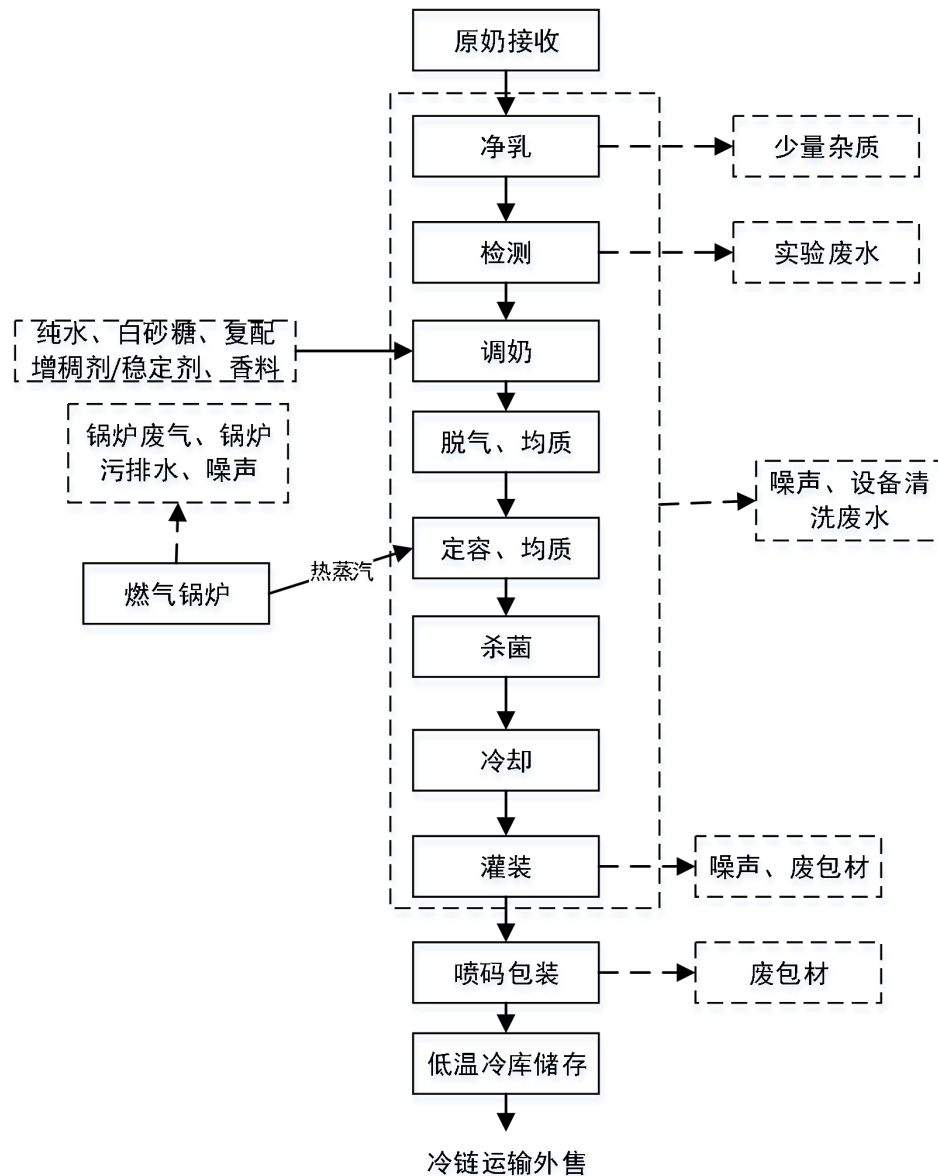 原奶接收
净乳
少量杂质
检测
实验废水
纯水、白砂糖、复配
增稠剂/稳定剂、香料
调奶
锅炉废气、锅炉
污排水、噪声
脱气、均质
噪声、设备清
洗废水
燃气锅炉
热蒸汽
定容、均质
杀菌
冷却
灌装
噪声、废包材
喷码包装
废包材
低温冷库储存
冷链运输外售